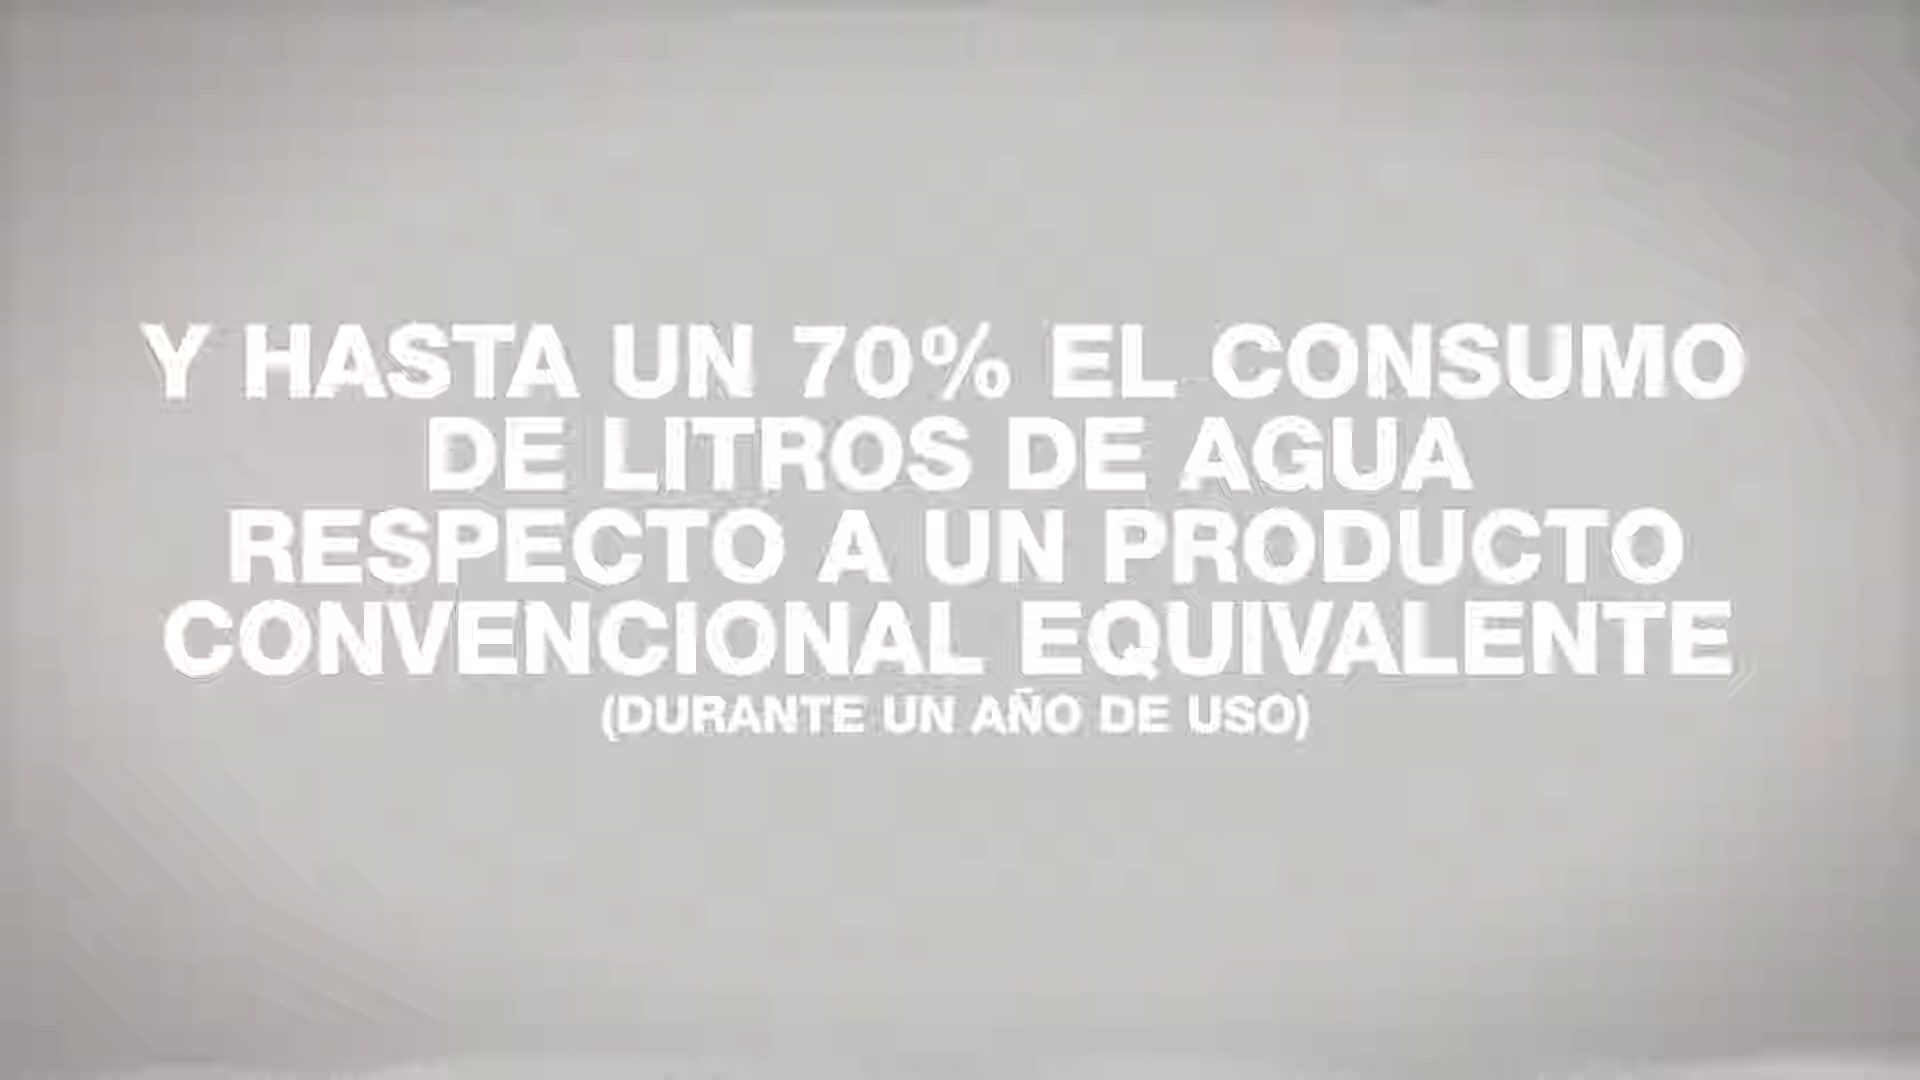 Y HASTA UN 70% EL CONSUMO
DE LITROS DE AGUA
RESPECTO A UN PRODUCTO
CONVENCIONAL EQUIVALENTE
(DURANTE UN AÑO DE USO)